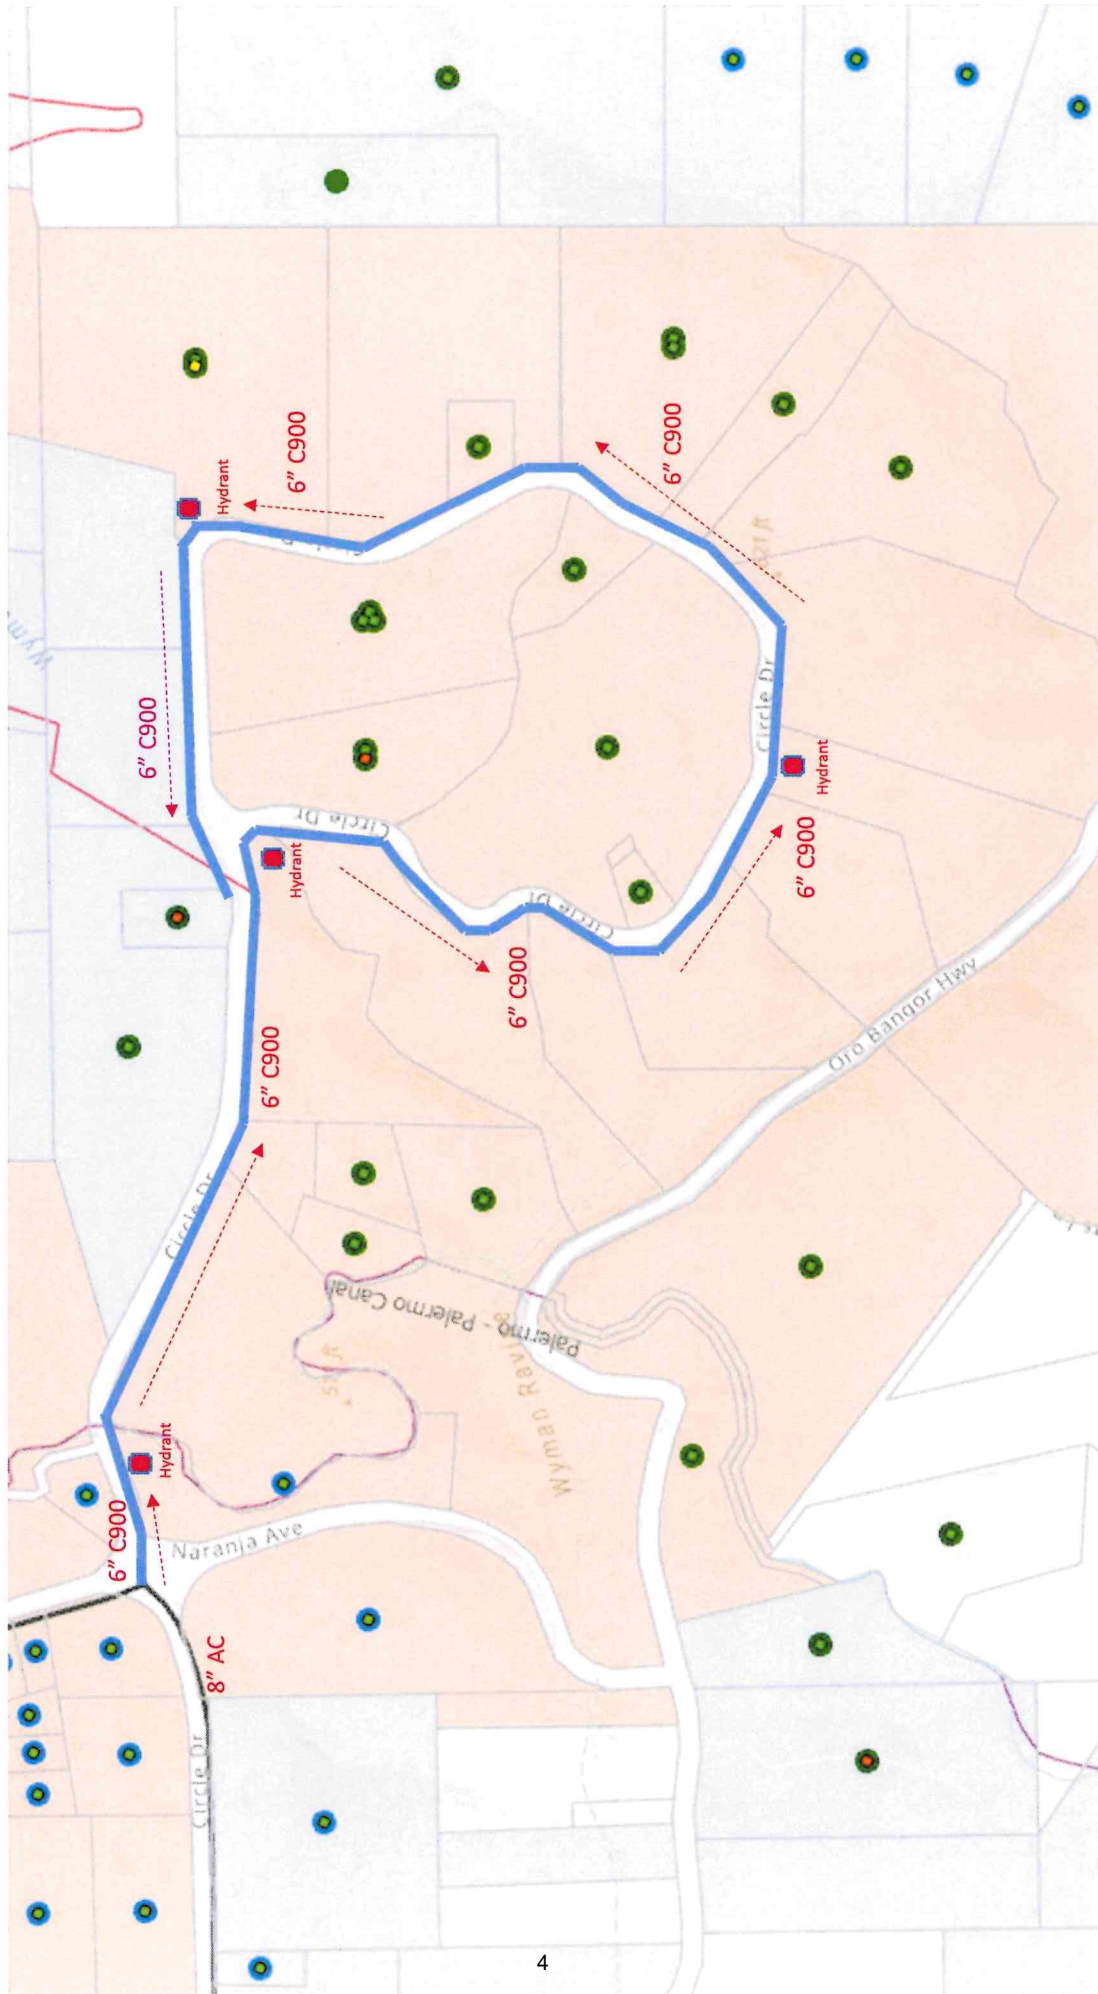 Hydrant
6” C900
Wym
6” C900
6” C900
Circle Dr
Hydrant
Circle Dr
Circle Dr
Hydrant
6” C900
6” C900
6” C900
Circle Dr
Oro Bangor Hwy
Palermo - Palermo Canal
Wyman Ravi
Hydrant
6” C900
Naranja Ave
8” AC
Circle Dr
4